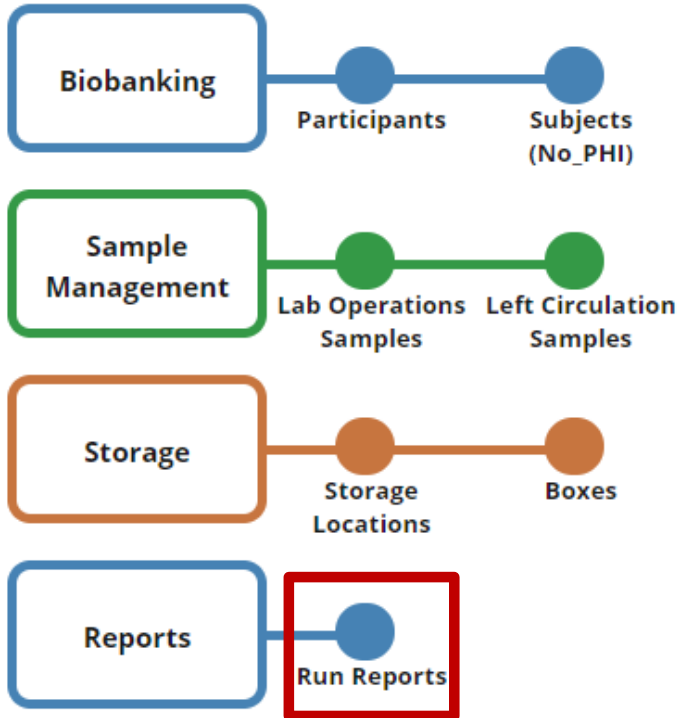 Biobanking
Participants
Subjects
(No_PHI)
Sample
Management
Lab Operations
Samples
Left Circulation
Samples
Storage
Storage
Locations
Boxes
Reports
Run Reports